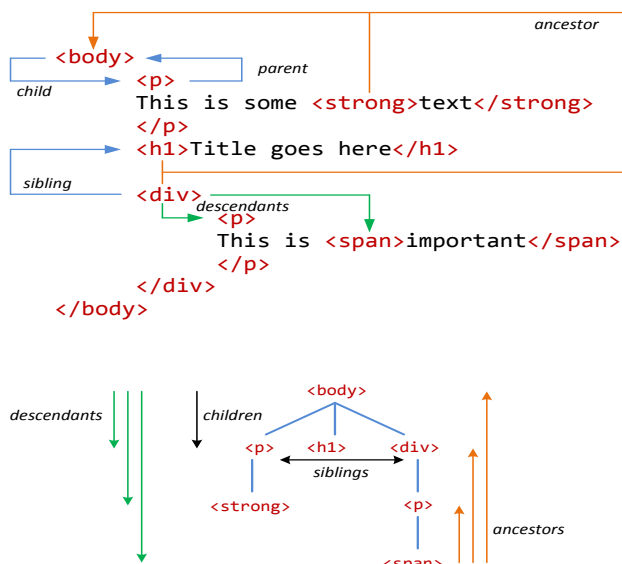 ancestor
<body>
parent
child
<p>
This is some <strong>text</strong>
</p>
<h1>Title goes here</h1>
sibling
<div>
descendants
<p>
This is <span>important</span>
</p>
</div>
</body>
<body>
descendants
children
<p> <h1> <div>
siblings
<strong> <p>
ancestors
<span>